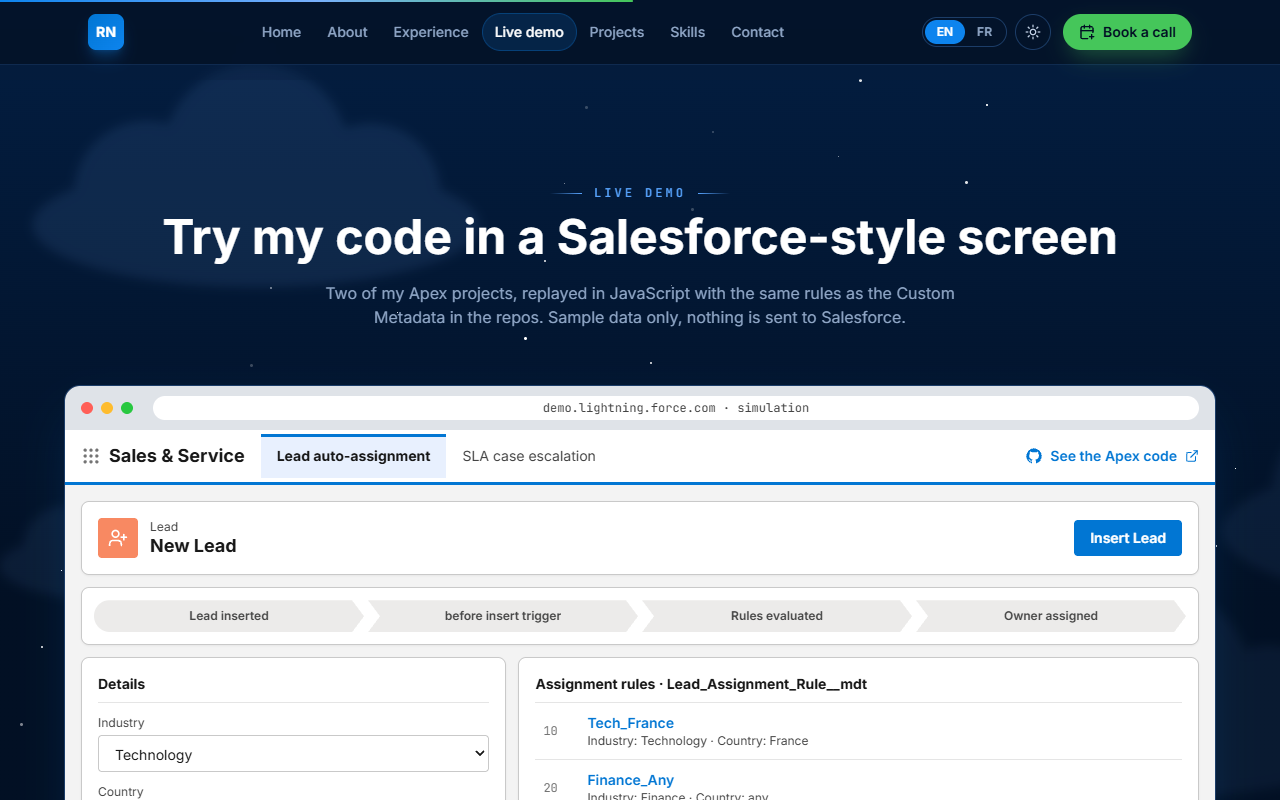 RN
Home
About
Experience
Live demo
Projects
Skills
Contact
EN
FR
Book a call
LIVE DEMO
Try my code in a Salesforce-style screen
Two of my Apex projects, replayed in JavaScript with the same rules as the Custom
Metadata in the repos. Sample data only, nothing is sent to Salesforce.
demo.lightning.force.com · simulation
Sales & Service
Lead auto-assignment
SLA case escalation
See the Apex code
Lead
New Lead
Insert Lead
Lead inserted
before insert trigger
Rules evaluated
Owner assigned
Details
Industry
Technology
Country
Assignment rules · Lead_Assignment_Rule__mdt
10
Tech_France
Industry: Technology · Country: France
20
Finance_Any
Industry: Finance · Country: any